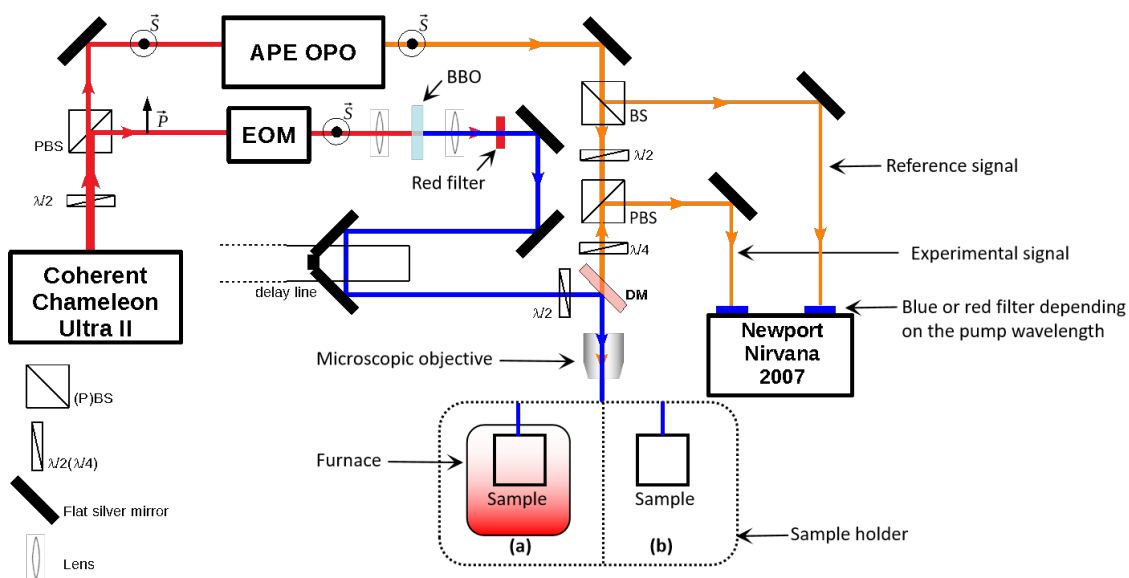 S
APE OPO
S
BBO
PBS
P
EOM
S
BS
Red filter
λ/2
Reference signal
λ/2
PBS
Coherent
Chameleon
Ultra II
λ/4
Experimental signal
delay line
DM
λ/2
Blue or red filter depending
on the pump wavelength
Microscopic objective
Newport
Nirvana
2007
(P)BS
λ/2(λ/4)
Furnace
Sample
Sample
Flat silver mirror
Sample holder
(a)
(b)
Lens